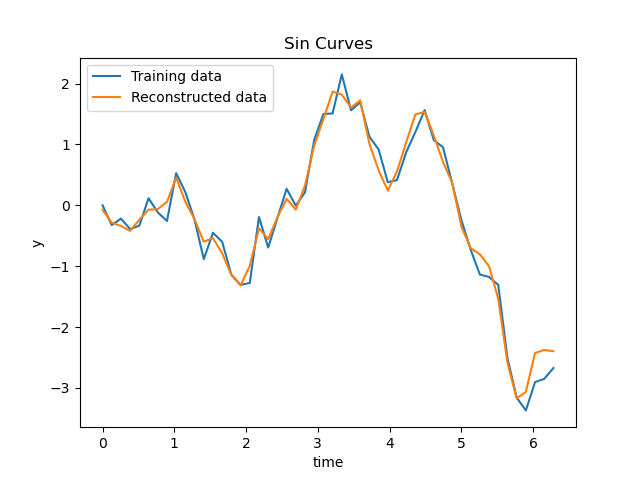 Sin Curves
Training data
Reconstructed data
2
1
0
−1
−2
−3
y
0 1 2 3 4 5 6
time